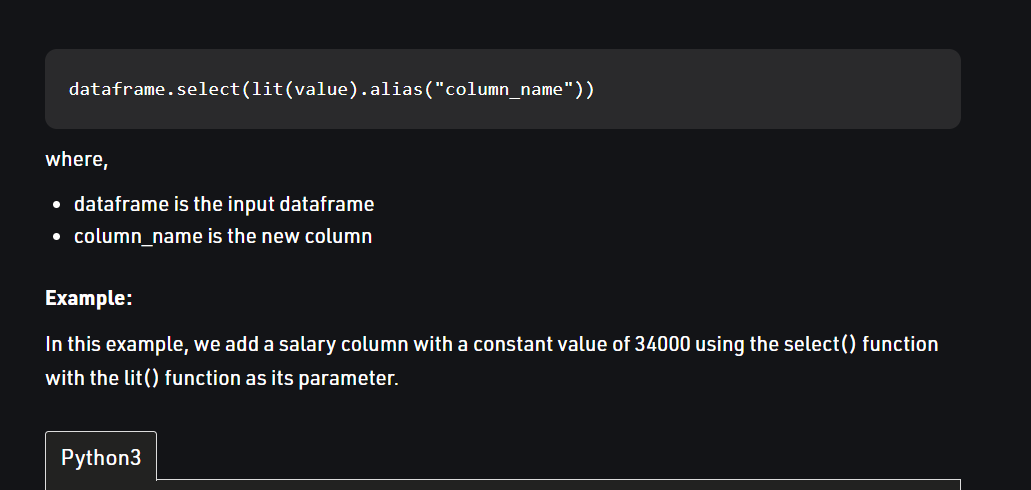 dataframe.select(lit(value).alias("column_name"))
where,
• dataframe is the input dataframe
• column_name is the new column
Example:
In this example, we add a salary column with a constant value of 34000 using the select() function
with the lit() function as its parameter.
Python3